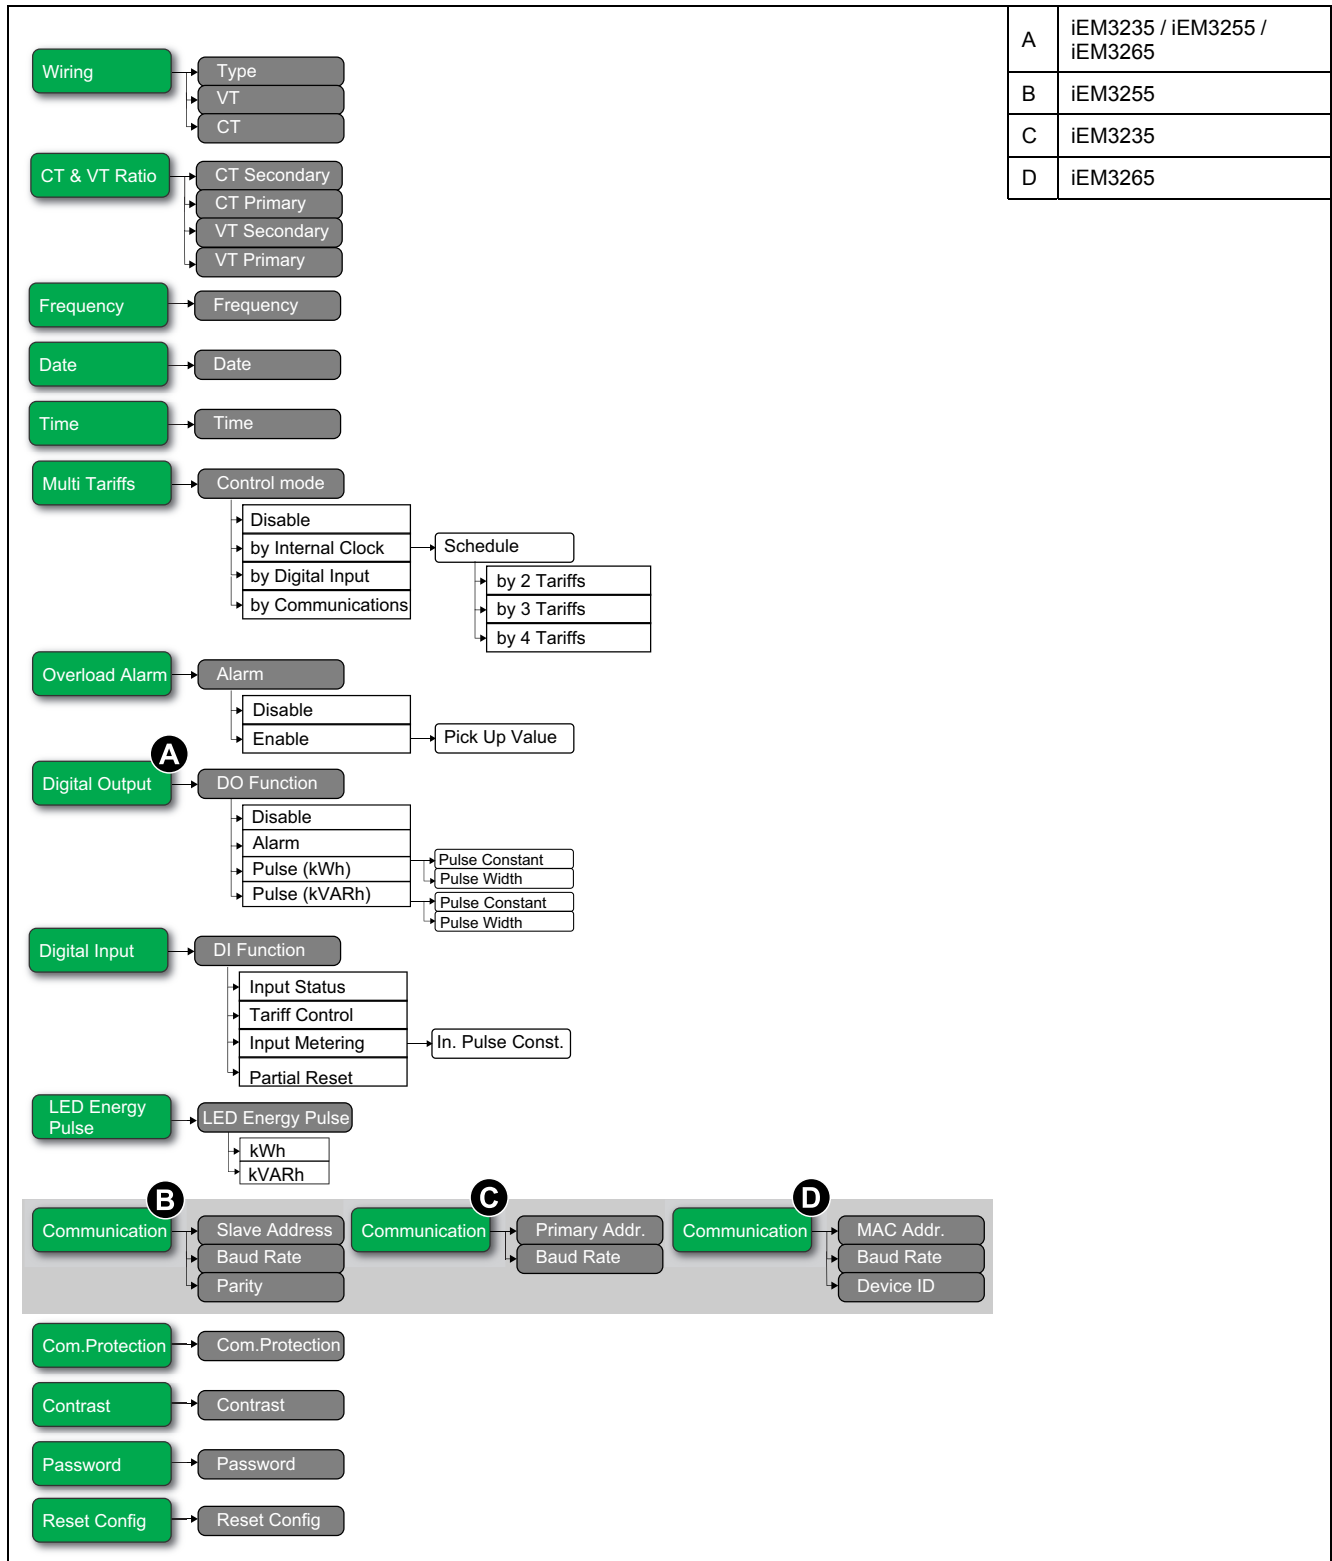 A
iEM3235 / iEM3255 /
iEM3265
B
iEM3255
C
iEM3235
D
iEM3265
Wiring
Type
VT
CT
CT & VT Ratio
CT Secondary
CT Primary
VT Secondary
VT Primary
Frequency
Frequency
Date
Date
Time
Time
Multi Tariffs
Control mode
Disable
by Internal Clock
Schedule
by Digital Input
by 2 Tariffs
by Communications
by 3 Tariffs
by 4 Tariffs
Overload Alarm
Alarm
Disable
Enable
Pick Up Value
A
Digital Output
DO Function
Disable
Alarm
Pulse (kWh)
Pulse Constant
Pulse Width
Pulse (kVARh)
Pulse Constant
Pulse Width
Digital Input
DI Function
Input Status
Tariff Control
Input Metering
In. Pulse Const.
Partial Reset
LED Energy
Pulse
LED Energy Pulse
kWh
kVARh
B
Communication
Slave Address
Baud Rate
Parity
C
Communication
Primary Addr.
Baud Rate
D
Communication
MAC Addr.
Baud Rate
Device ID
Com.Protection
Com.Protection
Contrast
Contrast
Password
Password
Reset Config
Reset Config